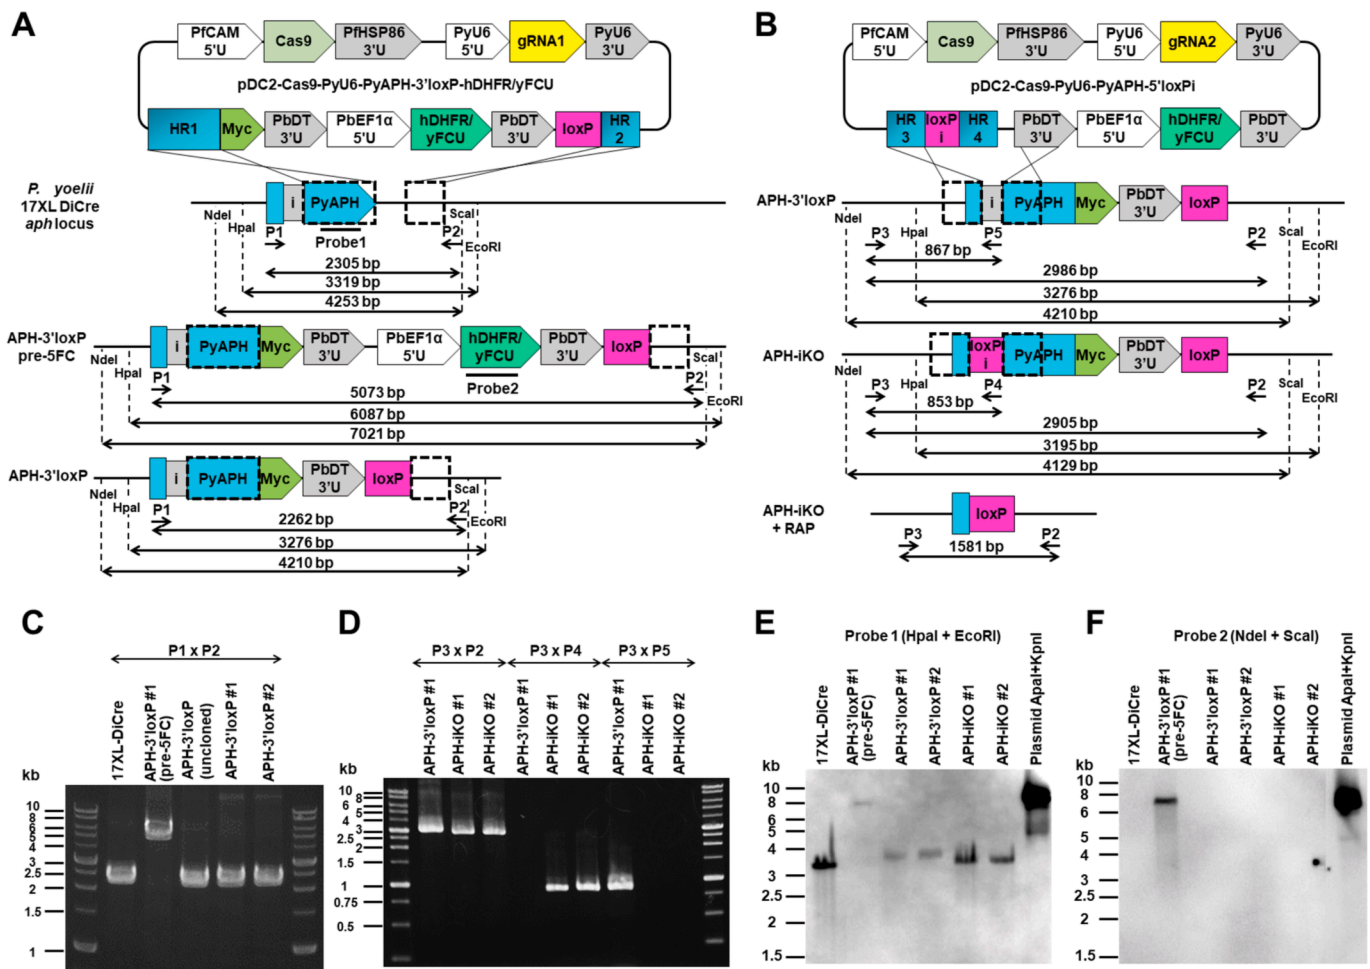 A
PfCAM
5'U
Cas9
PfHSP86
3'U
PyU6
5'U
gRNA1
PyU6
3'U
pDC2-Cas9-PyU6-PyAPH-3'loxP-hDHFR/yFCU
HR1
Myc
PbDT
3'U
PbEF1α
5'U
hDHFR/
yFCU
PbDT
3'U
loxP
HR
2
P. yoelii
17XL DiCre
aph locus
i
PyAPH
NdeI
HpaI
P1
Probe1
P2
ScaI
EcoRI
2305 bp
3319 bp
4253 bp
APH-3'loxP
pre-5FC
i
PyAPH
Myc
PbDT
3'U
PbEF1α
5'U
hDHFR/
yFCU
PbDT
3'U
loxP
NdeI
HpaI
P1
Probe2
P2
ScaI
EcoRI
5073 bp
6087 bp
7021 bp
APH-3'loxP
i
PyAPH
Myc
PbDT
3'U
loxP
NdeI
HpaI
P1
P2
ScaI
EcoRI
2262 bp
3276 bp
4210 bp
B
PfCAM
5'U
Cas9
PfHSP86
3'U
PyU6
5'U
gRNA2
PyU6
3'U
pDC2-Cas9-PyU6-PyAPH-5'loxPi
HR
3
loxP
i
HR
4
PbDT
3'U
PbEF1α
5'U
hDHFR/
yFCU
PbDT
3'U
APH-3'loxP
i
PyAPH
Myc
PbDT
3'U
loxP
NdeI
P3
HpaI
P5
P2
ScaI
EcoRI
867 bp
2986 bp
3276 bp
4210 bp
APH-iKO
loxP
i
PyAPH
Myc
PbDT
3'U
loxP
NdeI
P3
HpaI
P4
P2
ScaI
EcoRI
853 bp
2905 bp
3195 bp
4129 bp
APH-iKO
+ RAP
loxP
P3
P2
1581 bp
C
P1 x P2
17XL-DiCre
APH-3'loxP #1
(pre-5FC)
APH-3'loxP
(uncloned)
APH-3'loxP #1
APH-3'loxP #2
kb
10
8
6
5
4
3
2.5
2
1.5
1
D
P3 x P2
P3 x P4
P3 x P5
APH-3'loxP #1
APH-iKO #1
APH-iKO #2
APH-3'loxP #1
APH-iKO #1
APH-iKO #2
APH-3'loxP #1
APH-iKO #1
APH-iKO #2
kb
10
8
6
5
4
3
2.5
2
1.5
1
0.75
0.5
E
Probe 1 (HpaI + EcoRI)
17XL-DiCre
APH-3'loxP #1
(pre-5FC)
APH-3'loxP #1
APH-3'loxP #2
APH-iKO #1
APH-iKO #2
Plasmid ApaI+KpnI
kb
10
8
6
5
4
3
2.5
2
1.5
F
Probe 2 (NdeI + ScaI)
17XL-DiCre
APH-3'loxP #1
(pre-5FC)
APH-3'loxP #1
APH-3'loxP #2
APH-iKO #1
APH-iKO #2
Plasmid ApaI+KpnI
kb
10
8
6
4
3
2.5
2
1.5